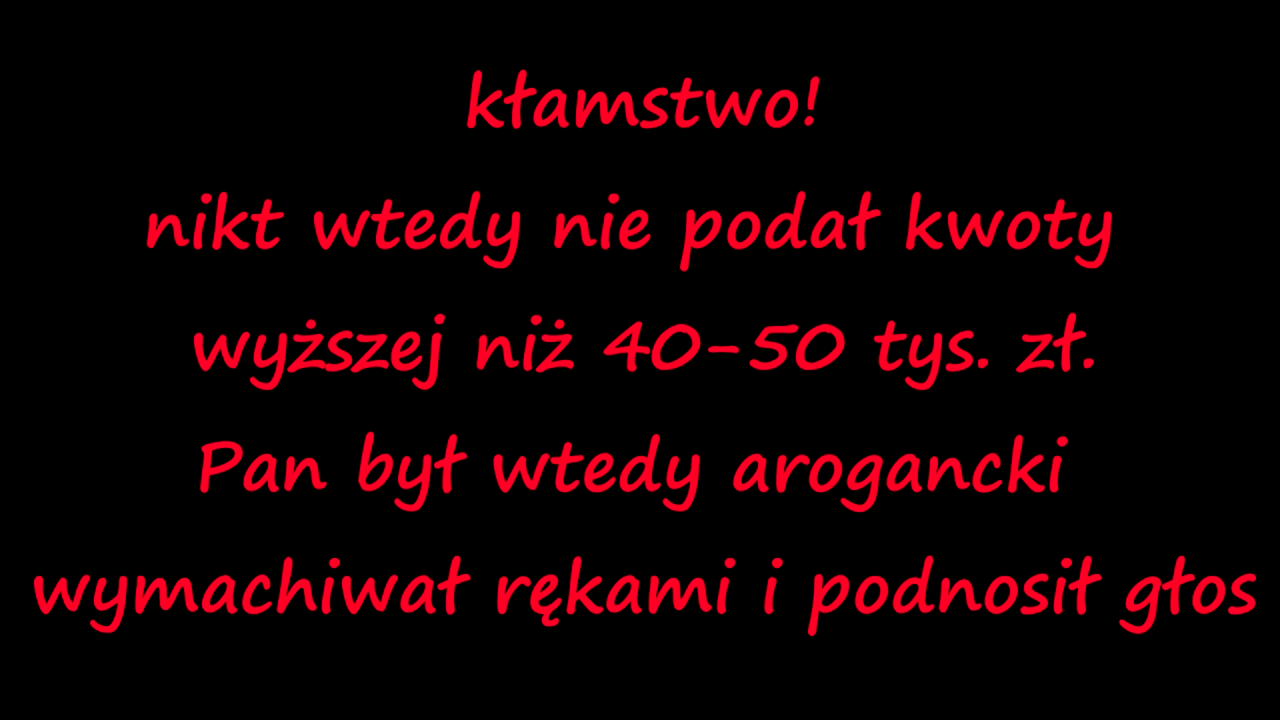 kłamstwo!
nikt wtedy nie podał kwoty
wyższej niż 40-50 tys. zł.
Pan był wtedy arogancki
wymachiwał rękami i podnosił głos